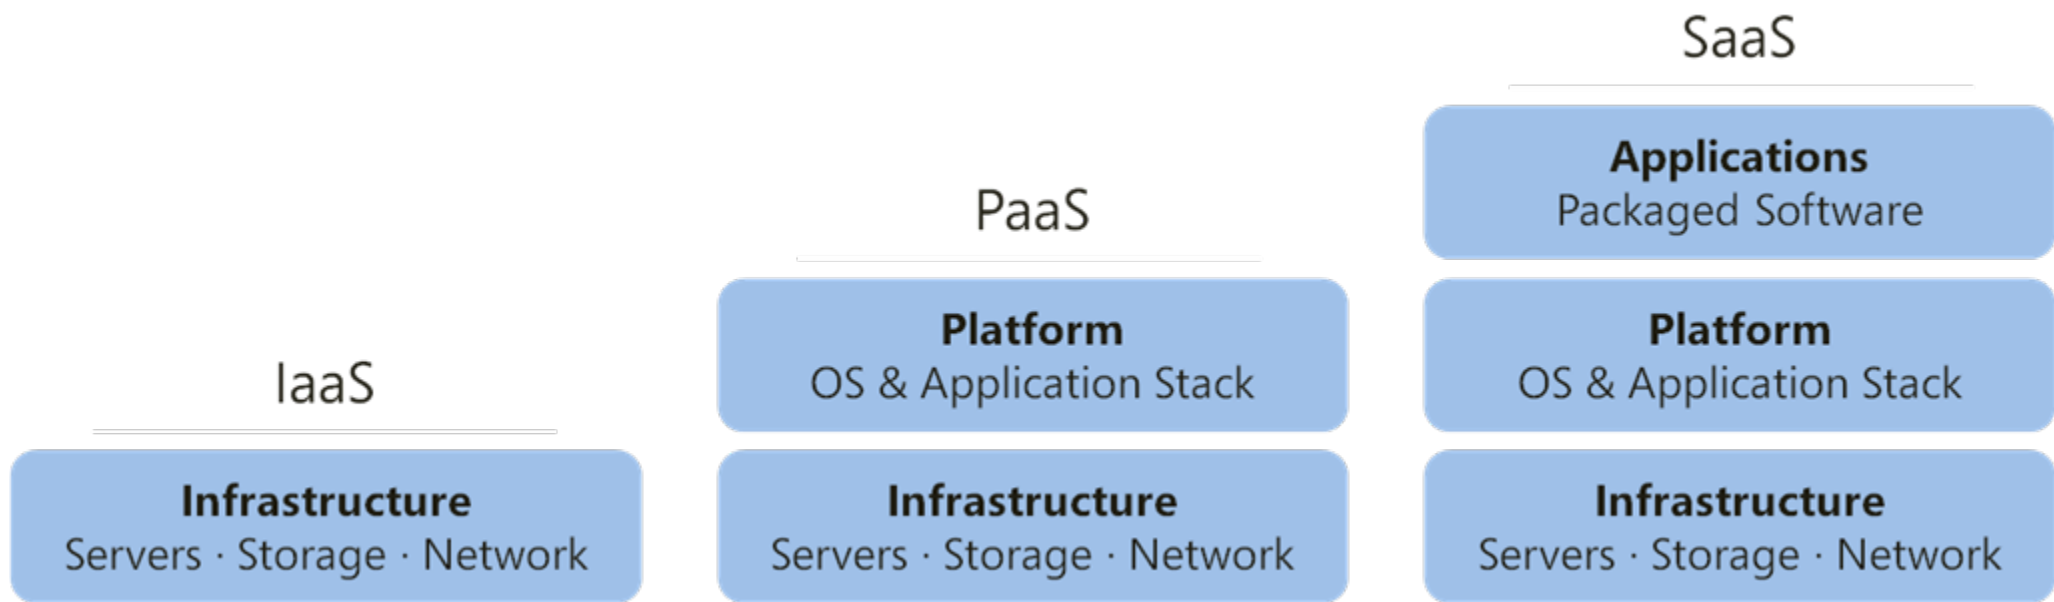 IaaS
Infrastructure
Servers · Storage · Network
PaaS
Platform
OS & Application Stack
Infrastructure
Servers · Storage · Network
SaaS
Applications
Packaged Software
Platform
OS & Application Stack
Infrastructure
Servers · Storage · Network